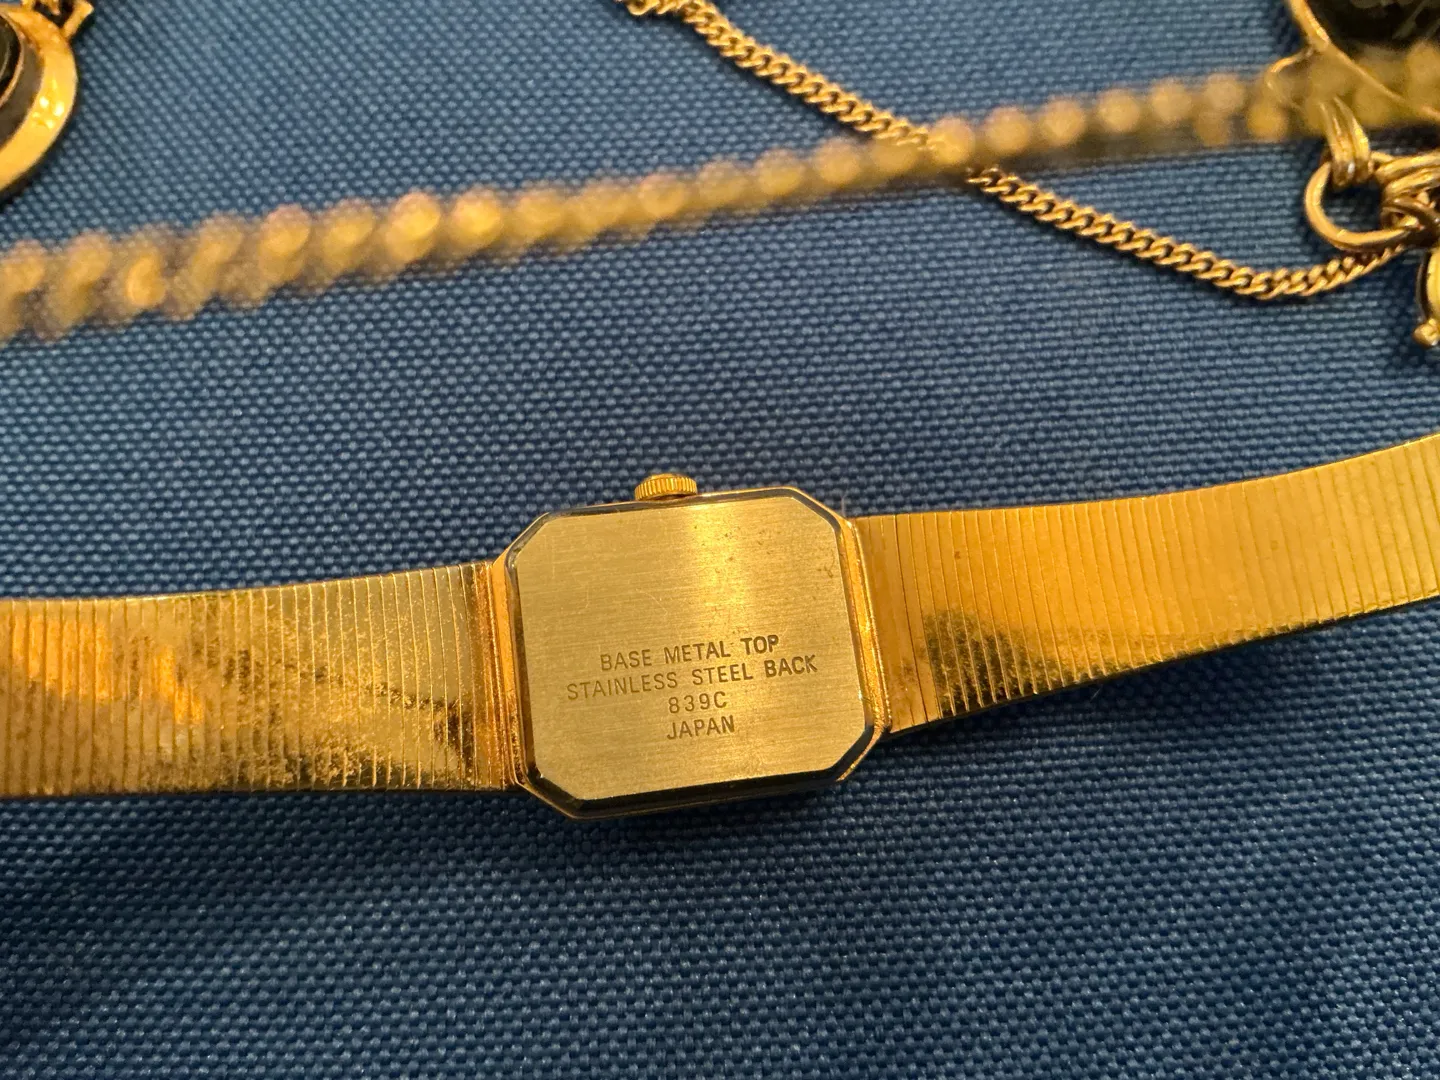 BASE METAL TOP
STAINLESS STEEL BACK
839C
JAPAN